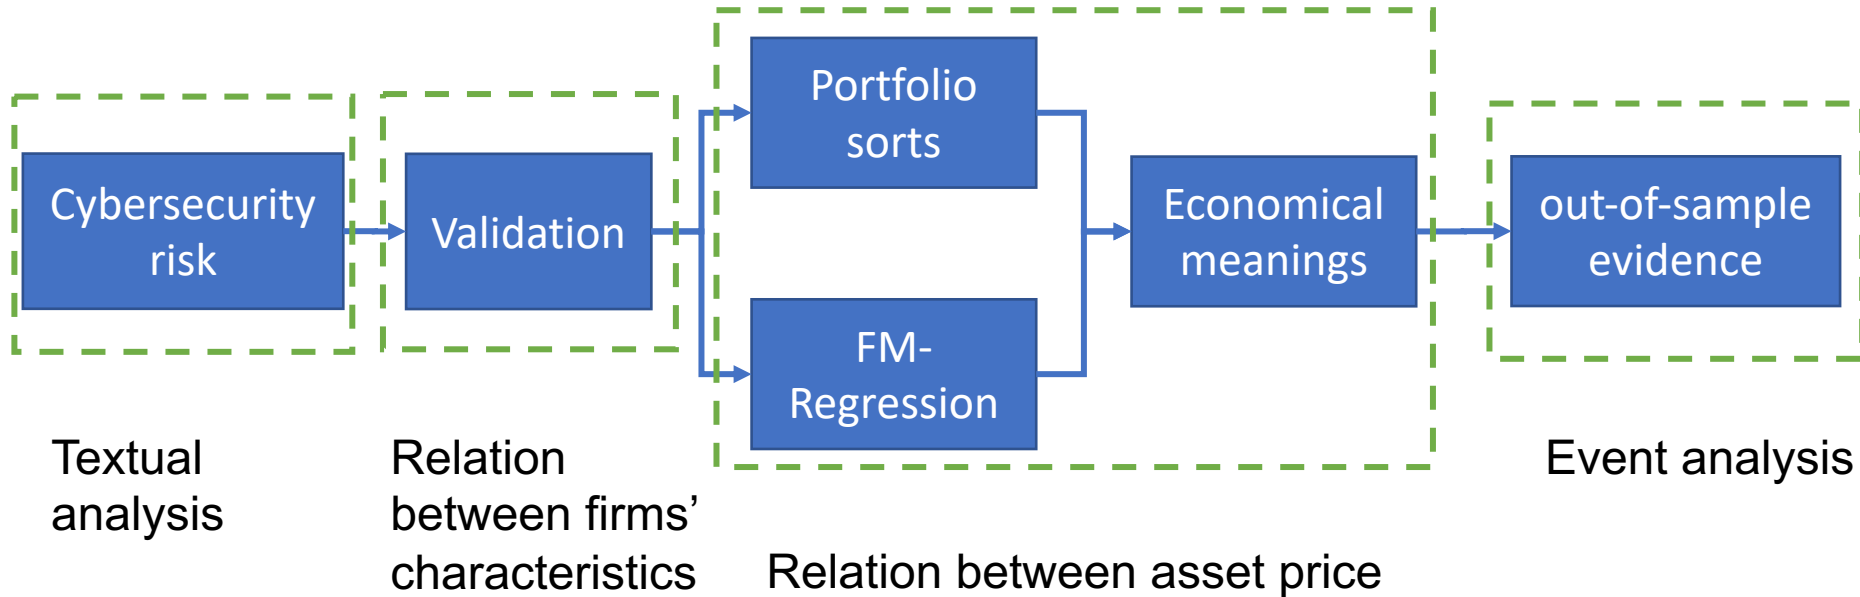 Cybersecurity
risk
Validation
Portfolio
sorts
FM-
Regression
Economical
meanings
out-of-sample
evidence
Textual
analysis
Relation
between firms’
characteristics
Relation between asset price
Event analysis